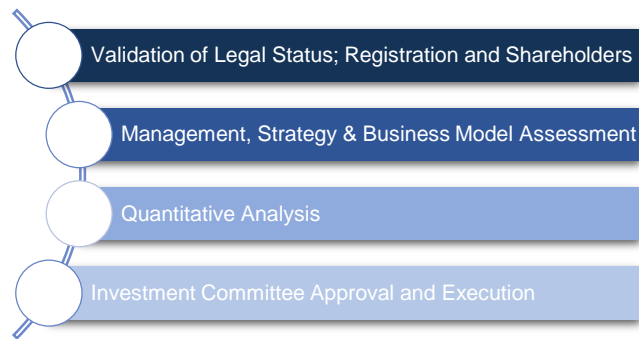 Validation of Legal Status; Registration and Shareholders
Management, Strategy & Business Model Assessment
Quantitative Analysis
Investment Committee Approval and Execution